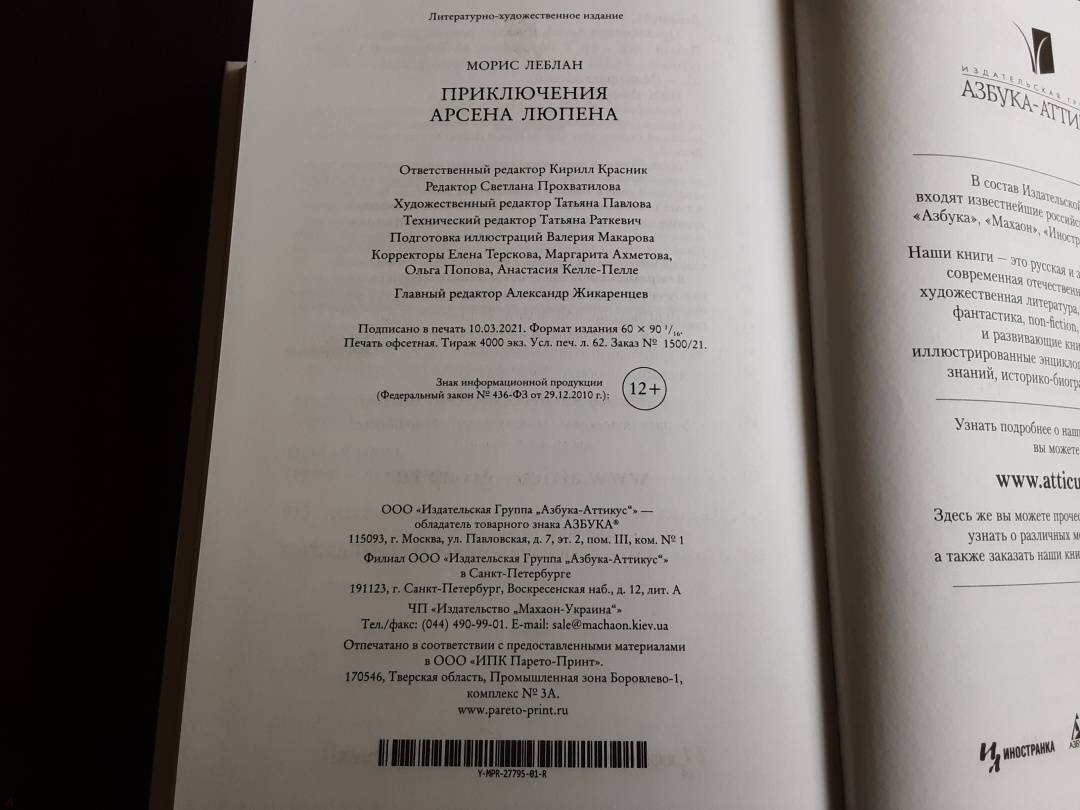 Литературно-художественное издание
МОРИС ЛЕБЛАН
ПРИКЛЮЧЕНИЯ
АРСЕНА ЛЮПЕНА
Ответственный редактор Кирилл Красник
Редактор Светлана Прохватилова
Художественный редактор Татьяна Павлова
Технический редактор Татьяна Раткевич
Подготовка иллюстраций Валерия Макарова
Корректоры Елена Терскова, Маргарита Ахметова,
Ольга Попова, Анастасия Келле-Пелле
Главный редактор Александр Жикаренцев
Подписано в печать 10.03.2021. Формат издания 60 × 90 1/16.
Печать офсетная. Тираж 4000 экз. Усл. печ. л. 62. Заказ № 1500/21.
Знак информационной продукции
(Федеральный закон № 436-ФЗ от 29.12.2010 г.):
12+
ООО «Издательская Группа „Азбука-Аттикус“» —
обладатель товарного знака АЗБУКА®
115093, г. Москва, ул. Павловская, д. 7, эт. 2, пом. III, ком. № 1
Филиал ООО «Издательская Группа „Азбука-Аттикус“»
в Санкт-Петербурге
191123, г. Санкт-Петербург, Воскресенская наб., д. 12, лит. А
ЧП «Издательство „Махаон-Украина“»
Тел./факс: (044) 490-99-01. E-mail: sale@machaon.kiev.ua
Отпечатано в соответствии с предоставленными материалами
в ООО «ИПК Парето-Принт».
170546, Тверская область, Промышленная зона Боровлево-1,
комплекс № 3А.
www.pareto-print.ru
Y-MPR-27795-01-R
ИЗДАТЕЛЬСКАЯ
АЗБУКА-АТТИ
В состав Издательской
входят известнейшие
«Азбука», «Махаон»,
Наши книги — это русская и
современная
художественная литература,
фантастика, non-fiction,
и развивающие
иллюстрированные
знаний,
Узнать подробнее о
вы можете
www.atticu
Здесь же вы можете
узнать о различных
а также заказать наши
ИЛ ИНОСТРАНКА